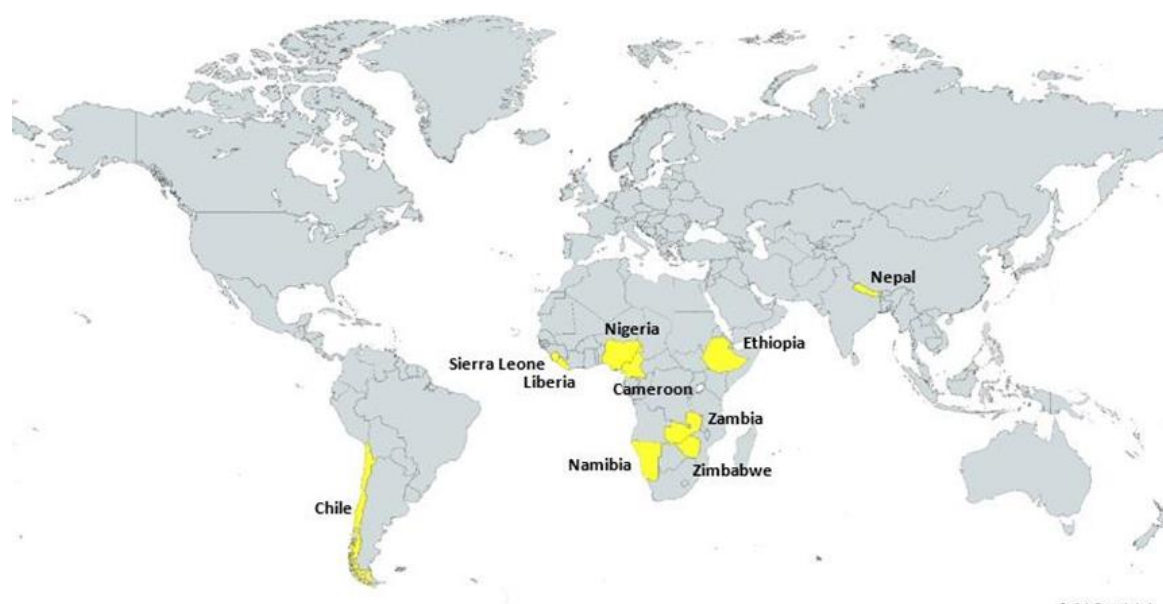 Nepal
Nigeria
Ethiopia
Sierra Leone
Liberia
Cameroon
Zambia
Namibia
Zimbabwe
Chile